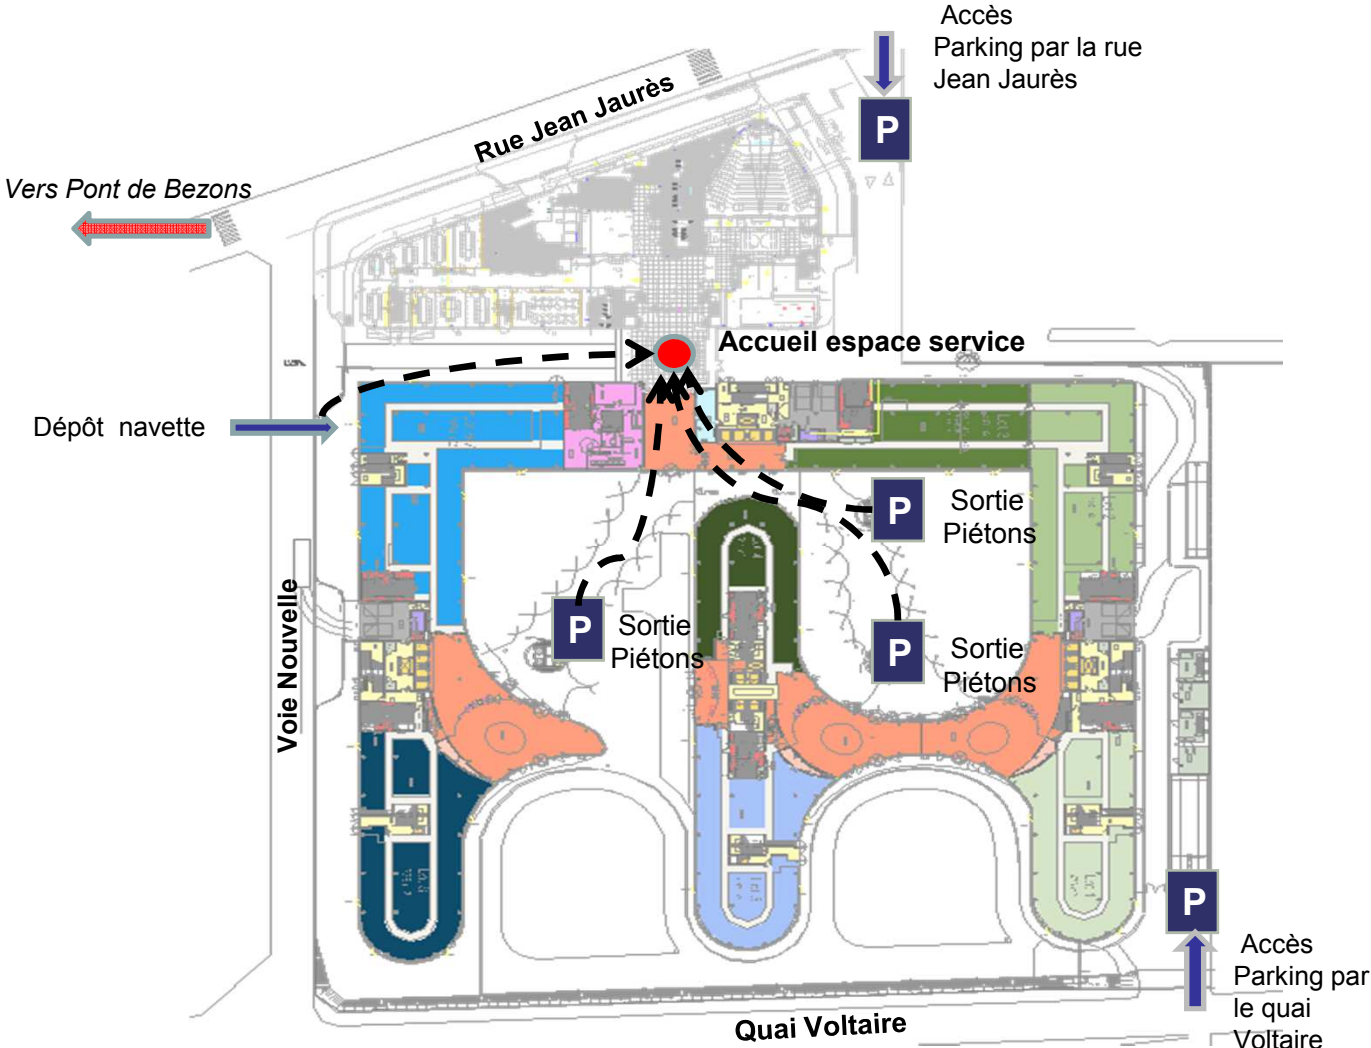 Accès
Parking par la rue
Jean Jaurès
P
Rue Jean Jaurès
Vers Pont de Bezons
Accueil espace service
Dépôt navette
P
Sortie
Piétons
P
Sortie
Piétons
P
Sortie
Piétons
Voie Nouvelle
P
Accès
Parking par
le quai
Voltaire
Quai Voltaire